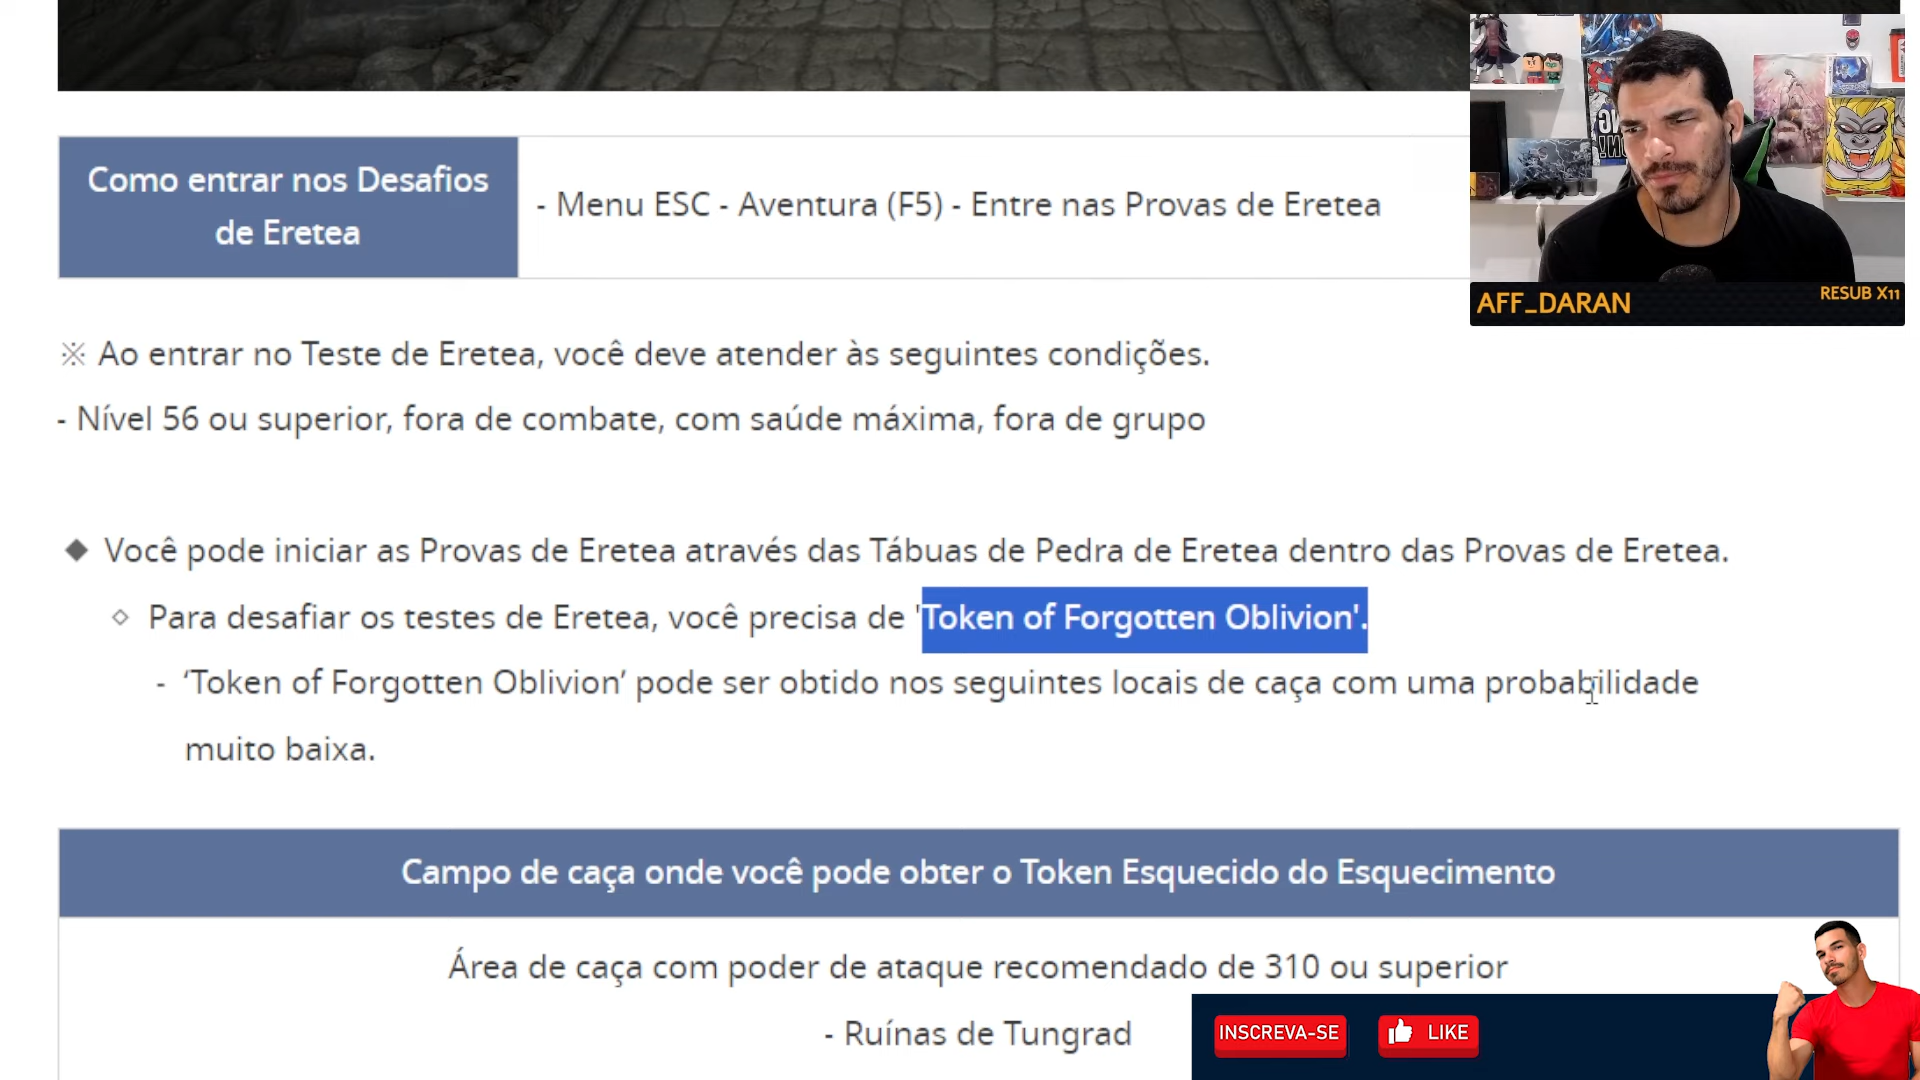 Como entrar nos Desafios
de Eretea
- Menu ESC - Aventura (F5) - Entre nas Provas de Eretea
AFF_DARAN
RESUB X11
※ Ao entrar no Teste de Eretea, você deve atender às seguintes condições.
- Nível 56 ou superior, fora de combate, com saúde máxima, fora de grupo
◆ Você pode iniciar as Provas de Eretea através das Tábuas de Pedra de Eretea dentro das Provas de Eretea.
◇ Para desafiar os testes de Eretea, você precisa de 'Token of Forgotten Oblivion'.
- ‘Token of Forgotten Oblivion’ pode ser obtido nos seguintes locais de caça com uma probabilidade
muito baixa.
Campo de caça onde você pode obter o Token Esquecido do Esquecimento
Área de caça com poder de ataque recomendado de 310 ou superior
- Ruínas de Tungrad
INSCREVA-SE
LIKE